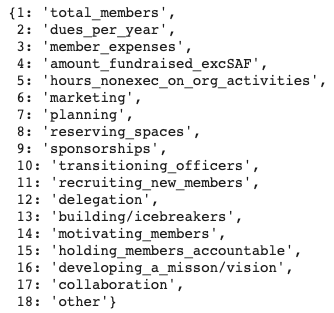 {1: 'total_members',
2: 'dues_per_year',
3: 'member_expenses',
4: 'amount_fundraised_excSAF',
5: 'hours_nonexec_on_org_activities',
6: 'marketing',
7: 'planning',
8: 'reserving_spaces',
9: 'sponsorships',
10: 'transitioning_officers',
11: 'recruiting_new_members',
12: 'delegation',
13: 'building/icebreakers',
14: 'motivating_members',
15: 'holding_members_accountable',
16: 'developing_a_misson/vision',
17: 'collaboration',
18: 'other'}